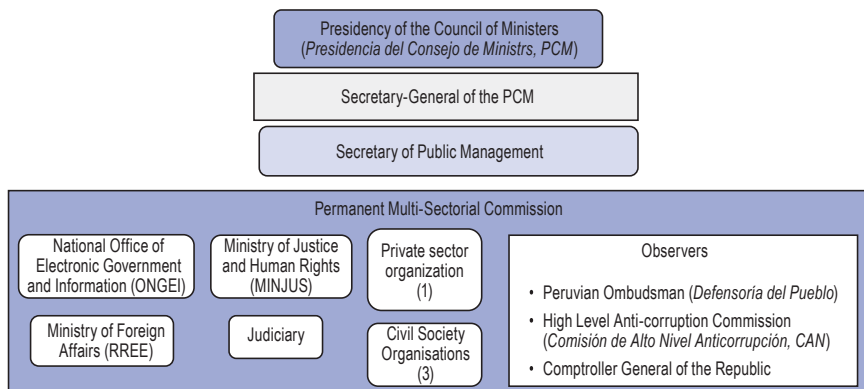 Presidency of the Council of Ministers
(Presidencia del Consejo de Ministrs, PCM)
Secretary-General of the PCM
Secretary of Public Management
Permanent Multi-Sectorial Commission
National Office of
Electronic Government
and Information (ONGEI)
Ministry of Justice
and Human Rights
(MINJUS)
Private sector
organization
(1)
Ministry of Foreign
Affairs (RREE)
Judiciary
Civil Society
Organisations
(3)
Observers
• Peruvian Ombudsman (Defensoría del Pueblo)
• High Level Anti-corruption Commission
(Comisión de Alto Nivel Anticorrupción, CAN)
• Comptroller General of the Republic